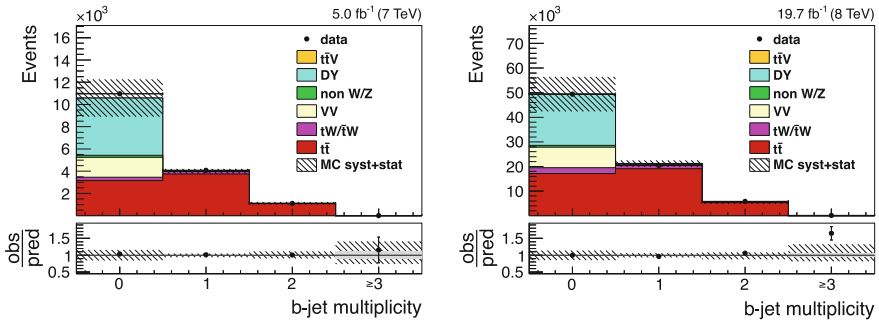 ×10³ 5.0 fb⁻¹ (7 TeV)
Events
16
14
12
10
8
6
4
2
data
tt̄V
DY
non W/Z
VV
tW/t̄W
tt̄
MC syst+stat
obs
pred
1.5
1.0
0.5
0 1 2 ≥3
b-jet multiplicity
×10³ 19.7 fb⁻¹ (8 TeV)
Events
70
60
50
40
30
20
10
data
tt̄V
DY
non W/Z
VV
tW/t̄W
tt̄
MC syst+stat
obs
pred
1.5
1.0
0.5
0 1 2 ≥3
b-jet multiplicity